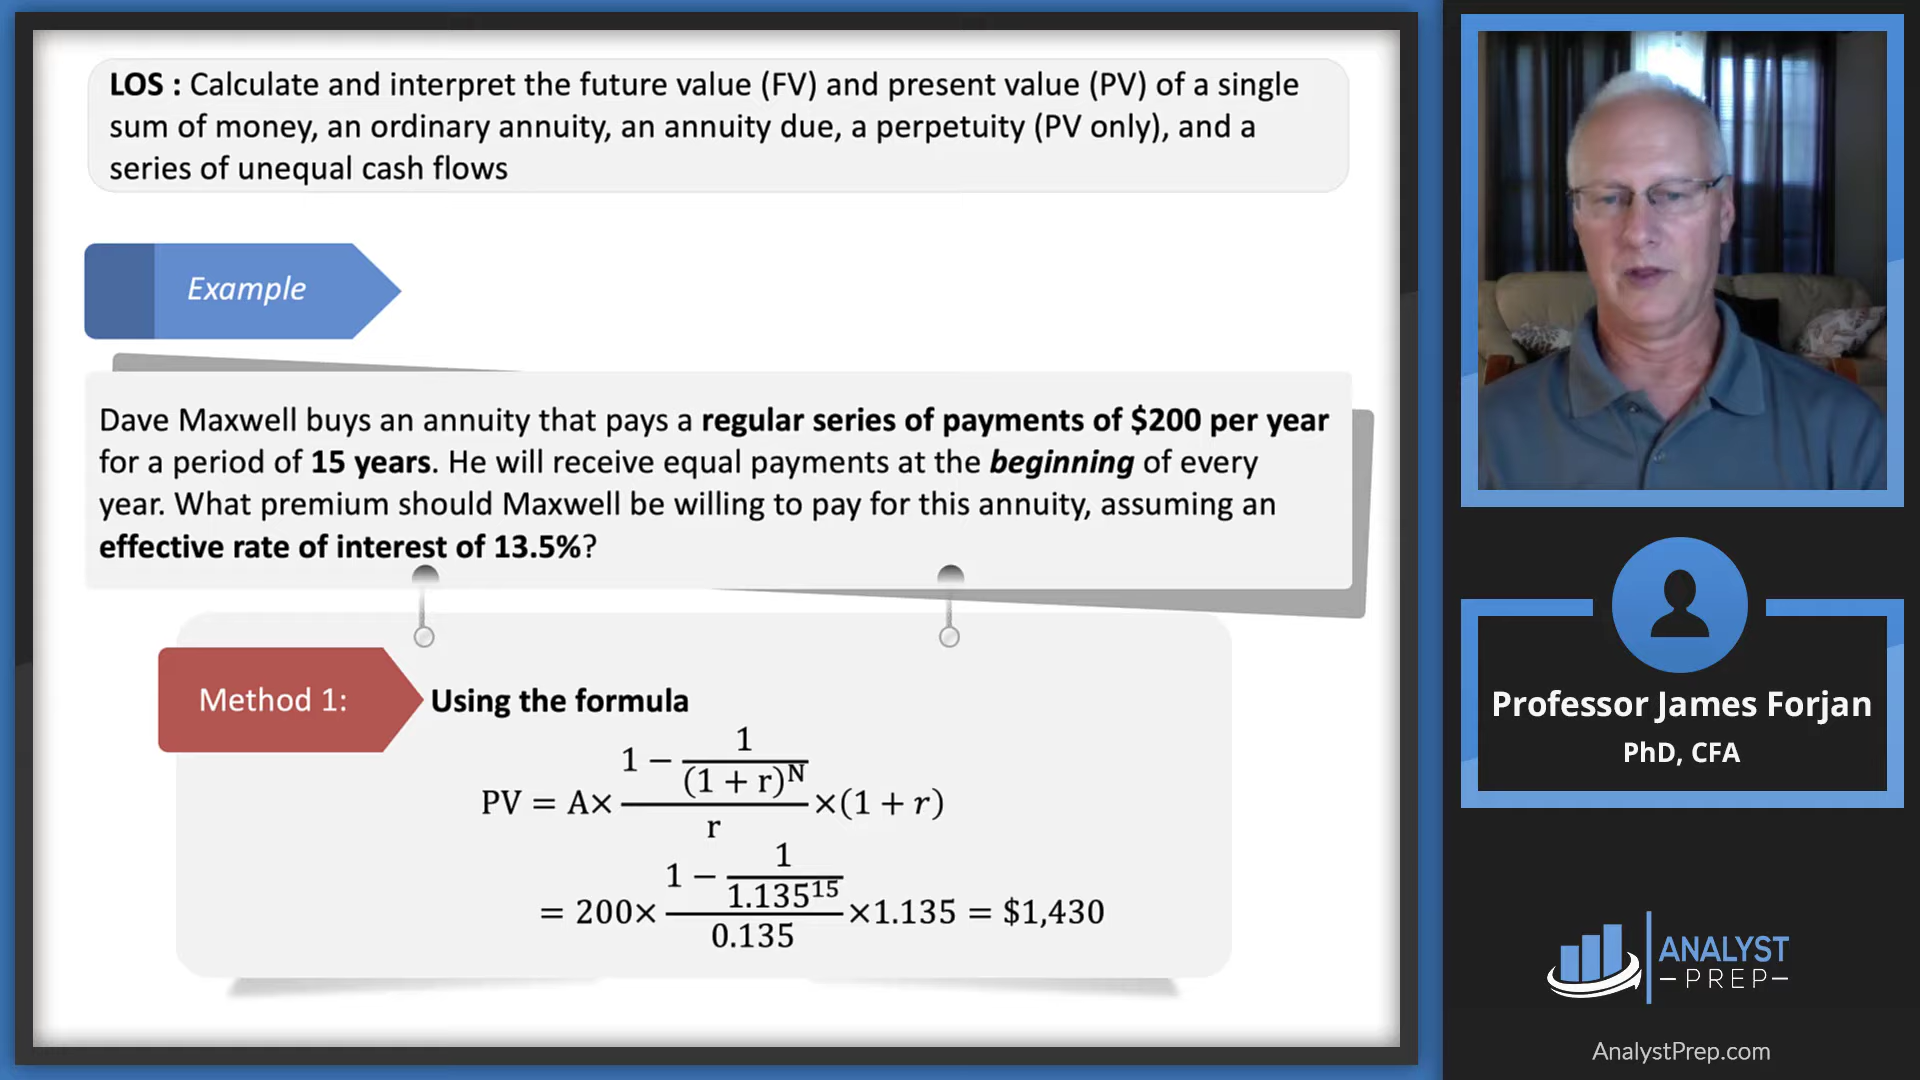 LOS : Calculate and interpret the future value (FV) and present value (PV) of a single
sum of money, an ordinary annuity, an annuity due, a perpetuity (PV only), and a
series of unequal cash flows
Example
Dave Maxwell buys an annuity that pays a regular series of payments of $200 per year
for a period of 15 years. He will receive equal payments at the beginning of every
year. What premium should Maxwell be willing to pay for this annuity, assuming an
effective rate of interest of 13.5%?
Method 1:
Using the formula
PV = A× (1 − 1/(1 + r)^N)/r ×(1 + r)
= 200× (1 − 1/1.135^15)/0.135 ×1.135 = $1,430
Professor James Forjan
PhD, CFA
ANALYST
PREP
AnalystPrep.com